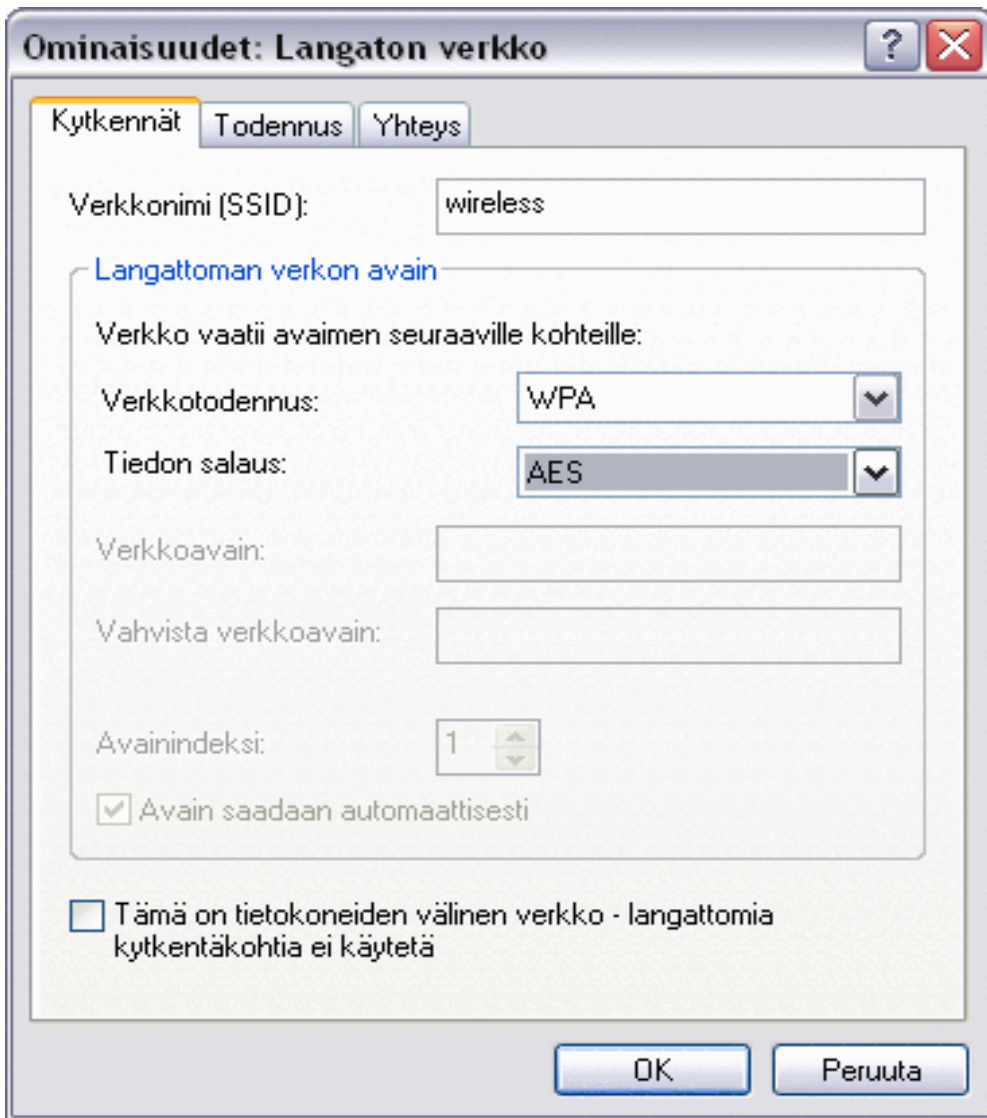 Ominaisuudet: Langaton verkko
Kytkennät Todennus Yhteys
Verkkonimi (SSID): wireless
Langattoman verkon avain
Verkko vaatii avaimen seuraaville kohteille:
Verkkotodennus: WPA
Tiedon salaus: AES
Verkkoavain:
Vahvista verkkoavain:
Avainindeksi: 1
Avain saadaan automaattisesti
Tämä on tietokoneiden välinen verkko - langattomia
kytkentäkohtia ei käytetä
OK Peruuta